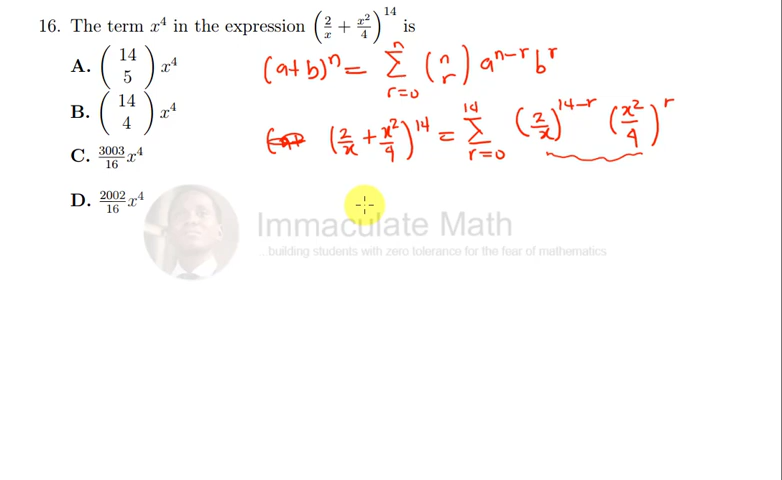 16. The term x⁴ in the expression (2/x + x²/4)¹⁴ is
A. (14 5) x⁴
B. (14 4) x⁴
C. 3003/16 x⁴
D. 2002/16 x⁴
(a+b)ⁿ = Σ r=0 n (n r) aⁿ⁻ʳ bʳ
(2/x + x²/4)¹⁴ = Σ r=0 14 (2/x)¹⁴⁻ʳ (x²/4)ʳ
Immaculate Math
...building students with zero tolerance for the fear of mathematics